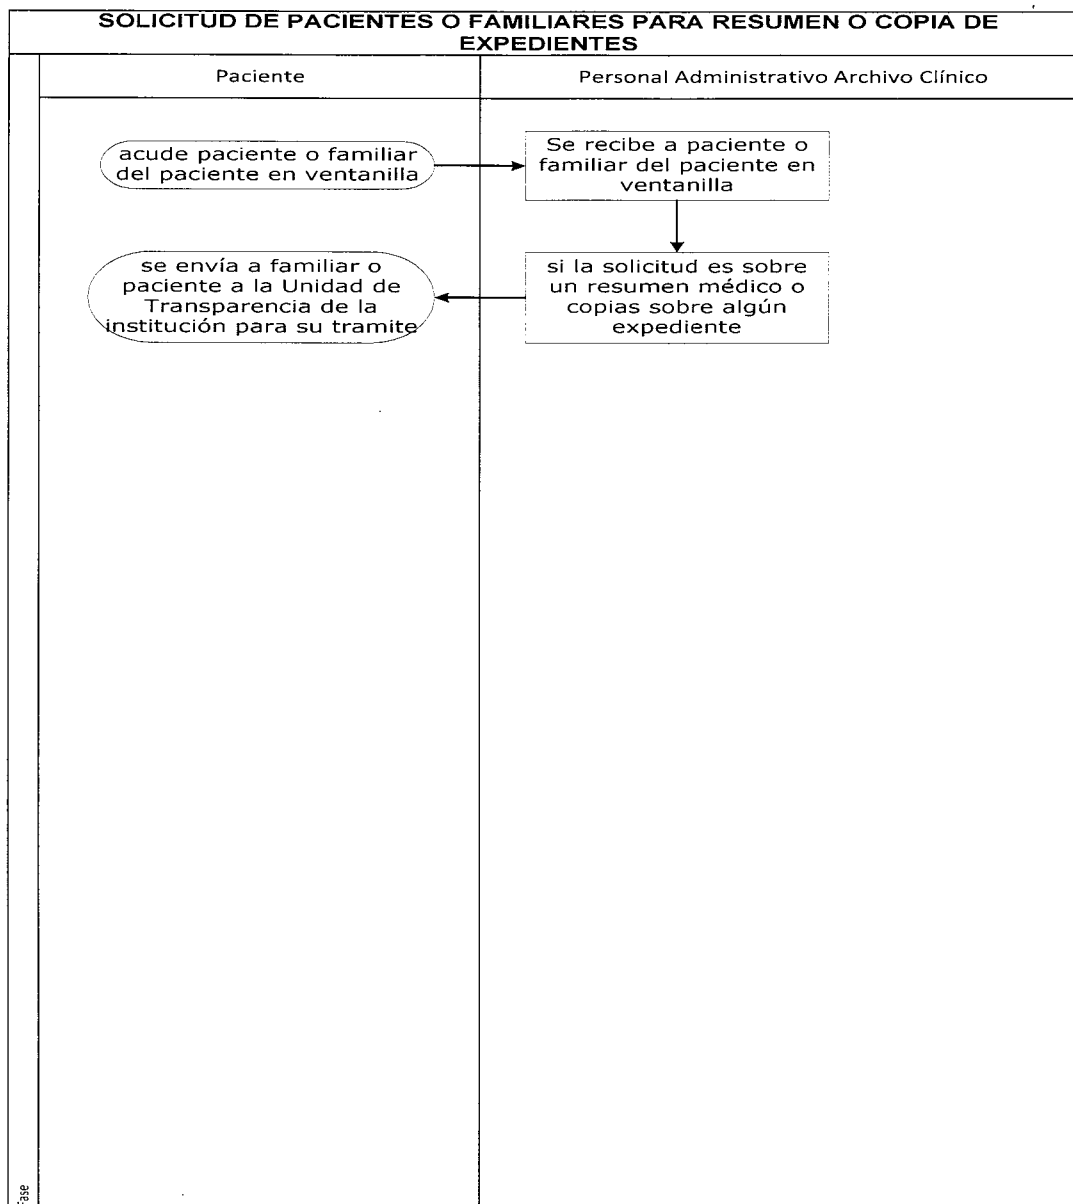 SOLICITUD DE PACIENTES O FAMILIARES PARA RESUMEN O COPIA DE
EXPEDIENTES
Paciente
Personal Administrativo Archivo Clínico
acude paciente o familiar
del paciente en ventanilla
Se recibe a paciente o
familiar del paciente en
ventanilla
se envía a familiar o
paciente a la Unidad de
Transparencia de la
institución para su tramite
si la solicitud es sobre
un resumen médico o
copias sobre algún
expediente
Fase